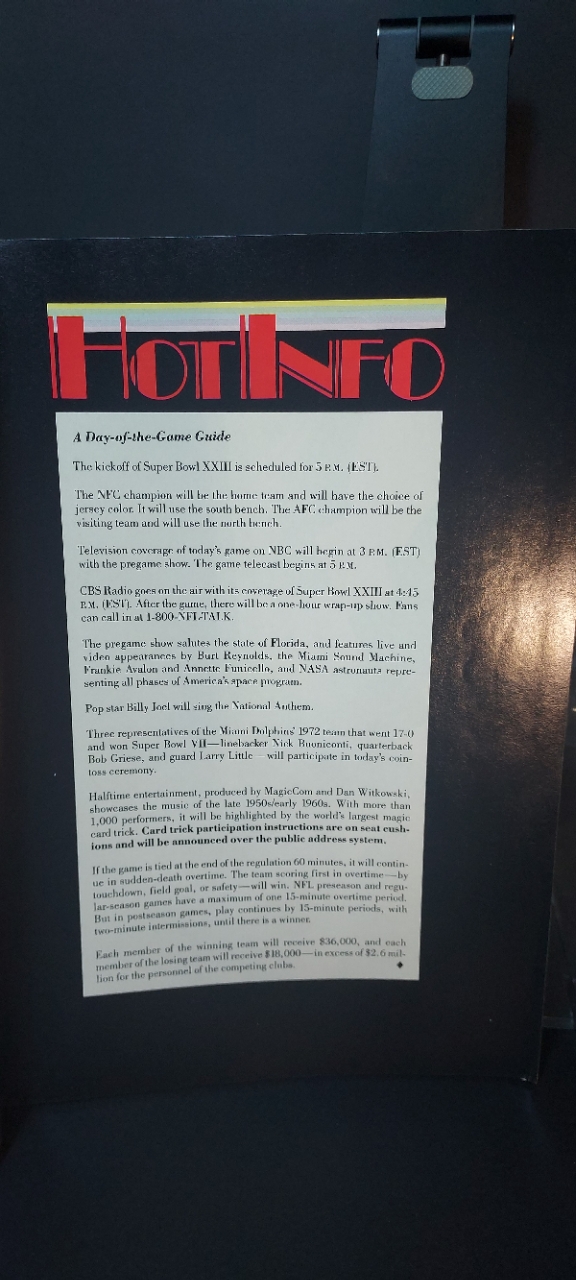 HOT INFO
A Day-of-the-Game Guide
The kickoff of Super Bowl XXIII is scheduled for 5 P.M. (EST).
The NFC champion will be the home team and will have the choice of
jersey color. It will use the south bench. The AFC champion will be the
visiting team and will use the north bench.
Television coverage of today's game on NBC will begin at 3 P.M. (EST)
with the pregame show. The game telecast begins at 5 P.M.
CBS Radio goes on the air with its coverage of Super Bowl XXIII at 4:45
P.M. (EST). After the game, there will be a one-hour wrap-up show. Fans
can call in at 1-800-NFL-TALK.
The pregame show salutes the state of Florida, and features live and
video appearances by Burt Reynolds, the Miami Sound Machine,
Frankie Avalon and Annette Funicello, and NASA astronauts repre-
senting all phases of America's space program.
Pop star Billy Joel will sing the National Anthem.
Three representatives of the Miami Dolphins' 1972 team that went 17-0
and won Super Bowl VII—linebacker Nick Buoniconti, quarterback
Bob Griese, and guard Larry Little—will participate in today's coin-
toss ceremony.
Halftime entertainment, produced by MagicCom and Dan Witkowski,
showcases the music of the late 1950s/early 1960s. With more than
1,000 performers, it will be highlighted by the world's largest magic
card trick. Card trick participation instructions are on seat cush-
ions and will be announced over the public address system.
If the game is tied at the end of the regulation 60 minutes, it will contin-
ue in sudden-death overtime. The team scoring first in overtime—by
touchdown, field goal, or safety—will win. NFL preseason and regu-
lar-season games have a maximum of one 15-minute overtime period.
But in postseason games, play continues by 15-minute periods, with
two-minute intermissions, until there is a winner.
Each member of the winning team will receive $36,000, and each
member of the losing team will receive $18,000—in excess of $2.6 mil-
lion for the personnel of the competing clubs.